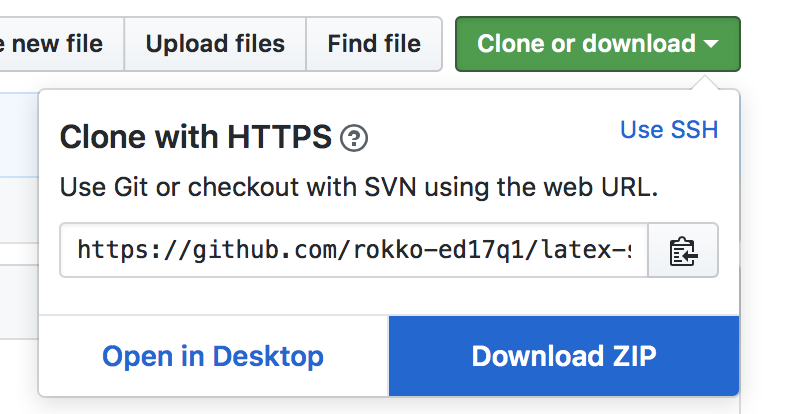 new file
Upload files
Find file
Clone or download
Clone with HTTPS
Use SSH
Use Git or checkout with SVN using the web URL.
https://github.com/rokko-ed17q1/latex-s
Open in Desktop
Download ZIP